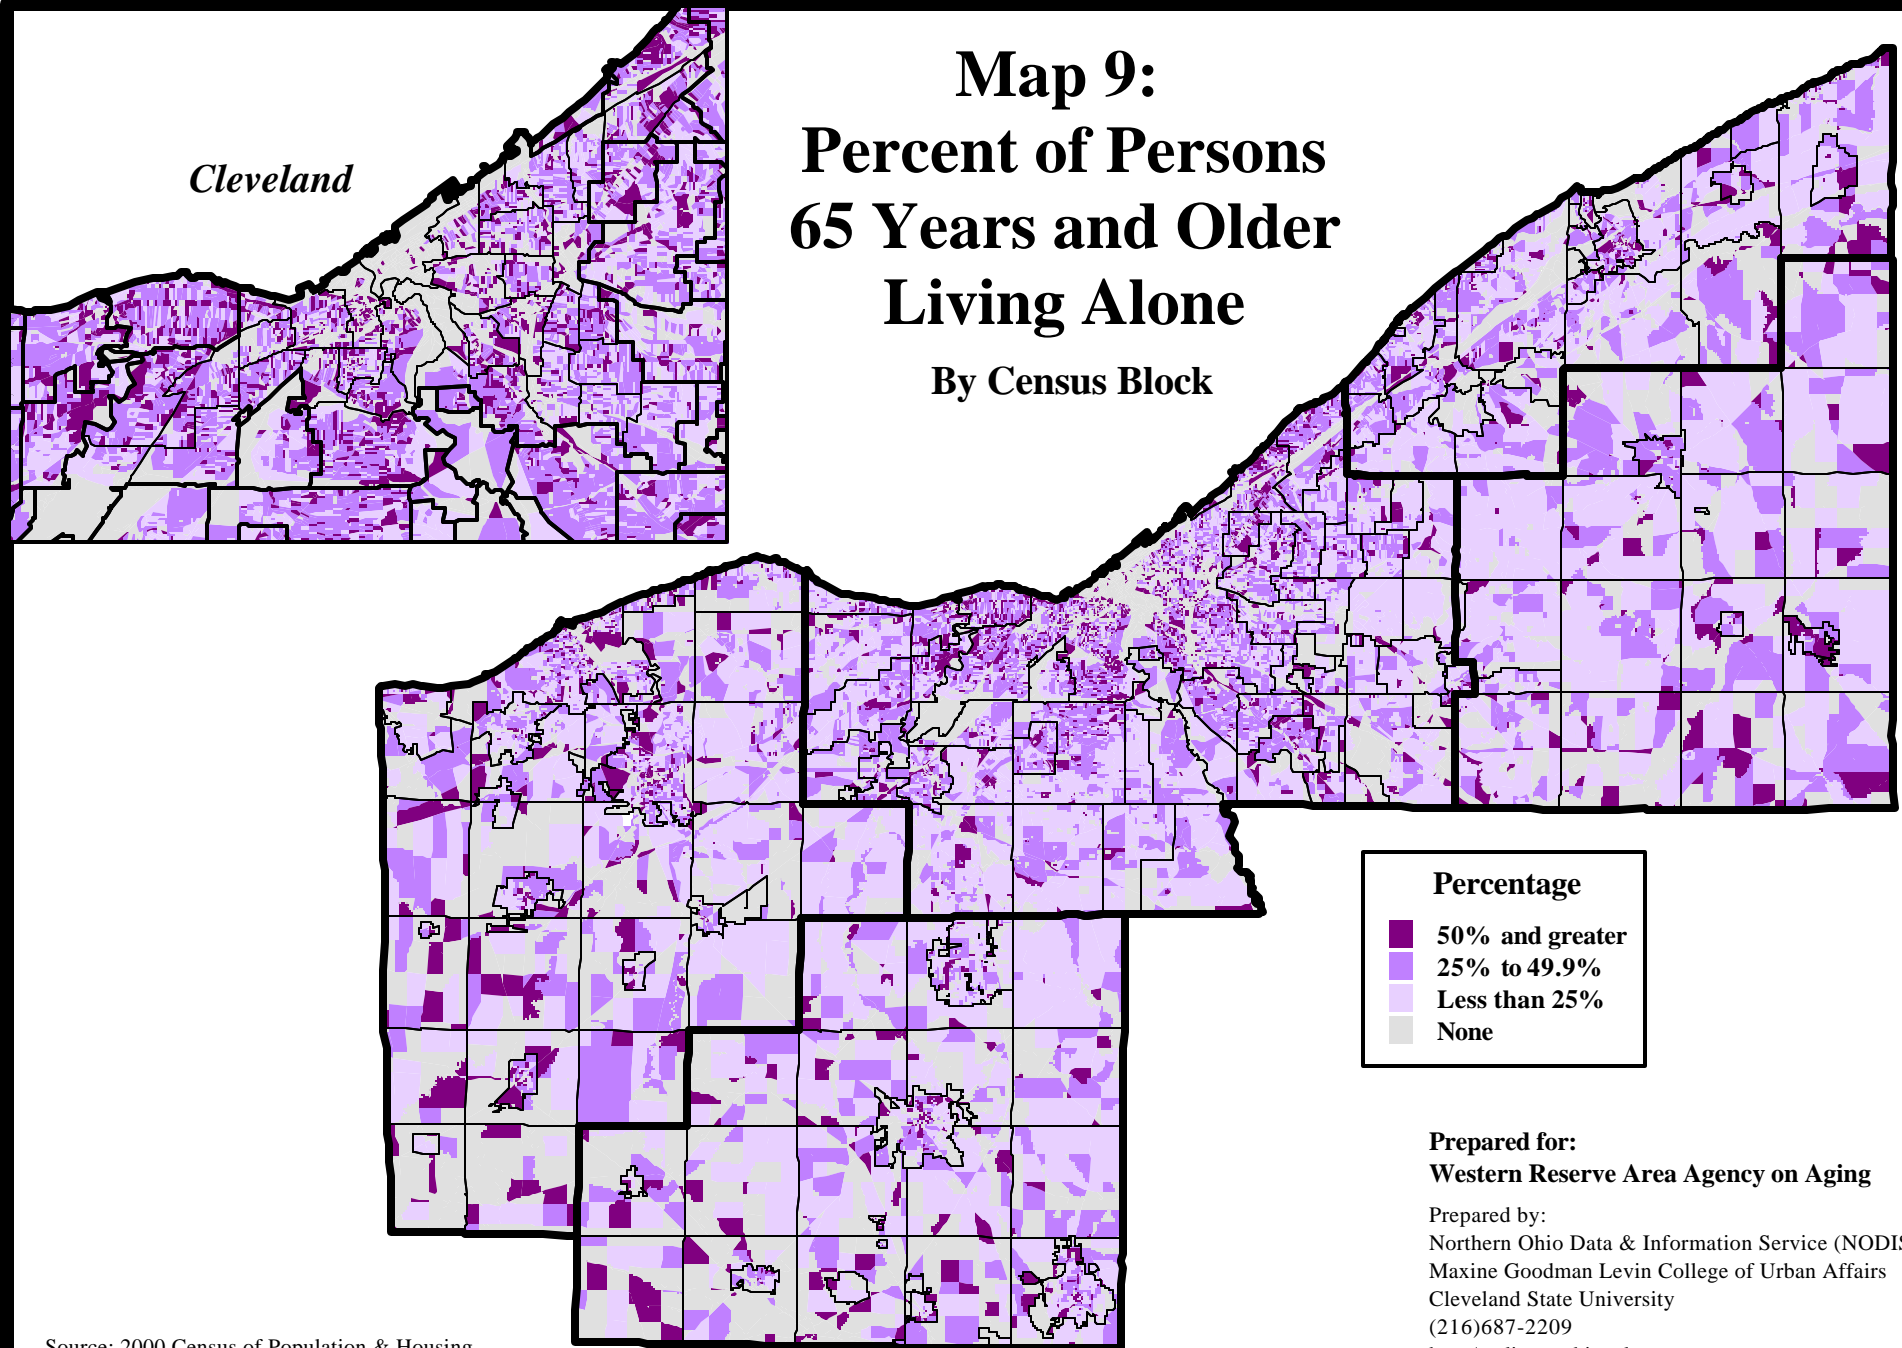 Map 9:
Percent of Persons
65 Years and Older
Living Alone
By Census Block
Cleveland
Percentage
50% and greater
25% to 49.9%
Less than 25%
None
Prepared for:
Western Reserve Area Agency on Aging
Prepared by:
Northern Ohio Data & Information Service (NODIS
Maxine Goodman Levin College of Urban Affairs
Cleveland State University
(216)687-2209
Source: 2000 Census of Population & Housing